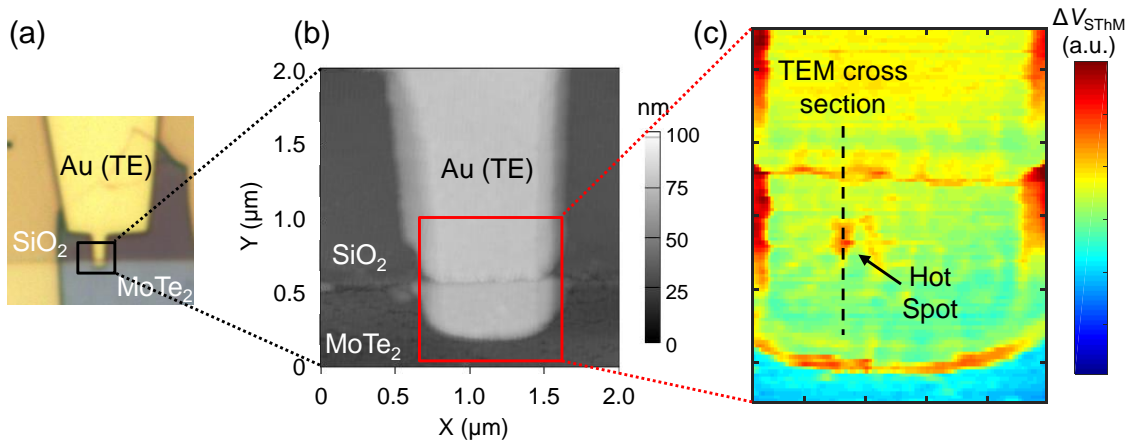 (a)
Au (TE)
SiO₂
MoTe₂
(b)
2.0
1.5
1.0
0.5
0
Y (µm)
Au (TE)
SiO₂
MoTe₂
0
0.5
1.0
1.5
2.0
X (µm)
nm
100
75
50
25
0
(c)
TEM cross
section
Hot
Spot
ΔV_SThM
(a.u.)